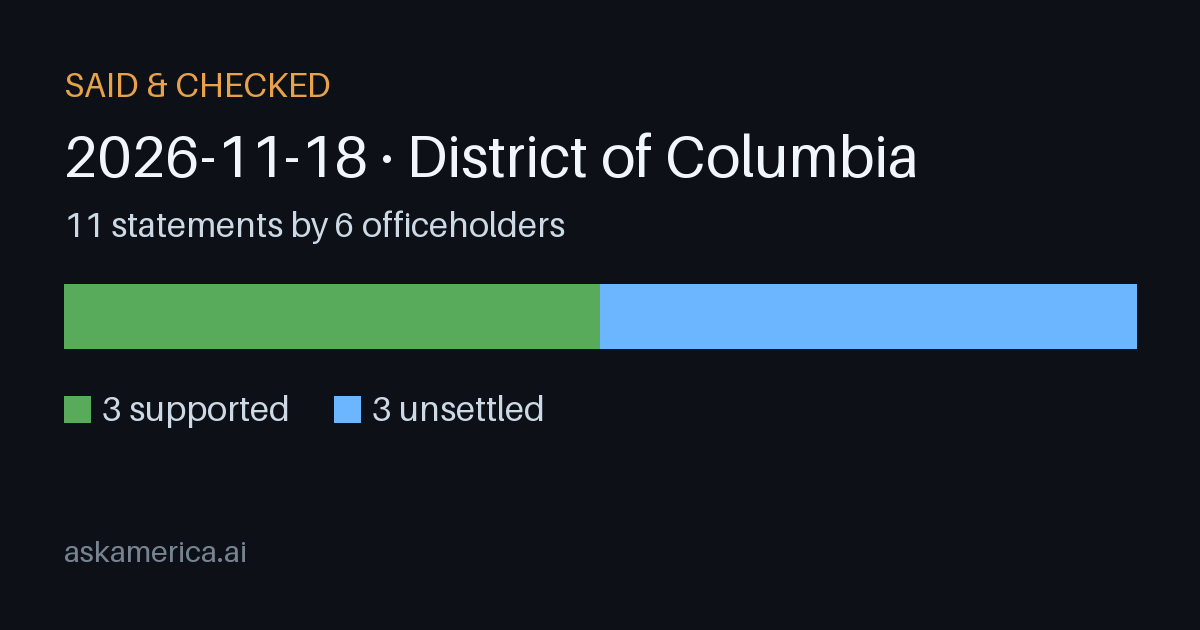 SAID & CHECKED
2026-11-18 · District of Columbia
11 statements by 6 officeholders
3 supported 3 unsettled
askamerica.ai